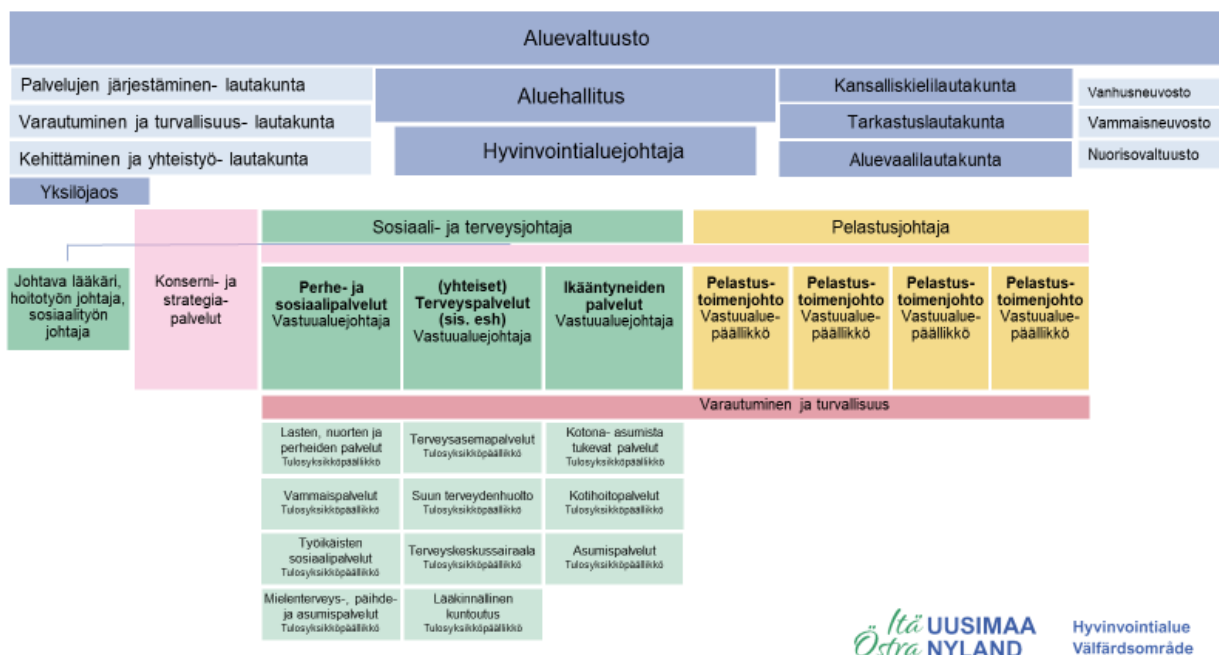 Aluevaltuusto
Palvelujen järjestäminen- lautakunta
Varautuminen ja turvallisuus- lautakunta
Kehittäminen ja yhteistyö- lautakunta
Yksilöjaos
Aluehallitus
Hyvinvointialuejohtaja
Kansalliskielilautakunta
Tarkastuslautakunta
Aluevaalilautakunta
Vanhusneuvosto
Vammaisneuvosto
Nuorisovaltuusto
Sosiaali- ja terveysjohtaja
Pelastusjohtaja
Johtava lääkäri,
hoitotyön johtaja,
sosiaalityön
johtaja
Konserni- ja
strategia-
palvelut
Perhe- ja
sosiaalipalvelut
Vastuualuejohtaja
(yhteiset)
Terveyspalvelut
(sis. esh)
Vastuualuejohtaja
Ikääntyneiden
palvelut
Vastuualuejohtaja
Pelastus-
toimenjohto
Vastuualue-
päällikkö
Pelastus-
toimenjohto
Vastuualue-
päällikkö
Pelastus-
toimenjohto
Vastuualue-
päällikkö
Pelastus-
toimenjohto
Vastuualue-
päällikkö
Varautuminen ja turvallisuus
Lasten, nuorten ja
perheiden palvelut
Tulosyksikköpäällikkö
Terveysasemapalvelut
Tulosyksikköpäällikkö
Kotona- asumista
tukevat palvelut
Tulosyksikköpäällikkö
Vammaispalvelut
Tulosyksikköpäällikkö
Suun terveydenhuolto
Tulosyksikköpäällikkö
Kotihoitopalvelut
Tulosyksikköpäällikkö
Työikäisten
sosiaalipalvelut
Tulosyksikköpäällikkö
Terveyskeskussairaala
Tulosyksikköpäällikkö
Asumispalvelut
Tulosyksikköpäällikkö
Mielenterveys-, päihde-
ja asumispalvelut
Tulosyksikköpäällikkö
Lääkinnällinen
kuntoutus
Tulosyksikköpäällikkö
Itä UUSIMAA
Östra NYLAND
Hyvinvointialue
Välfärdsområde